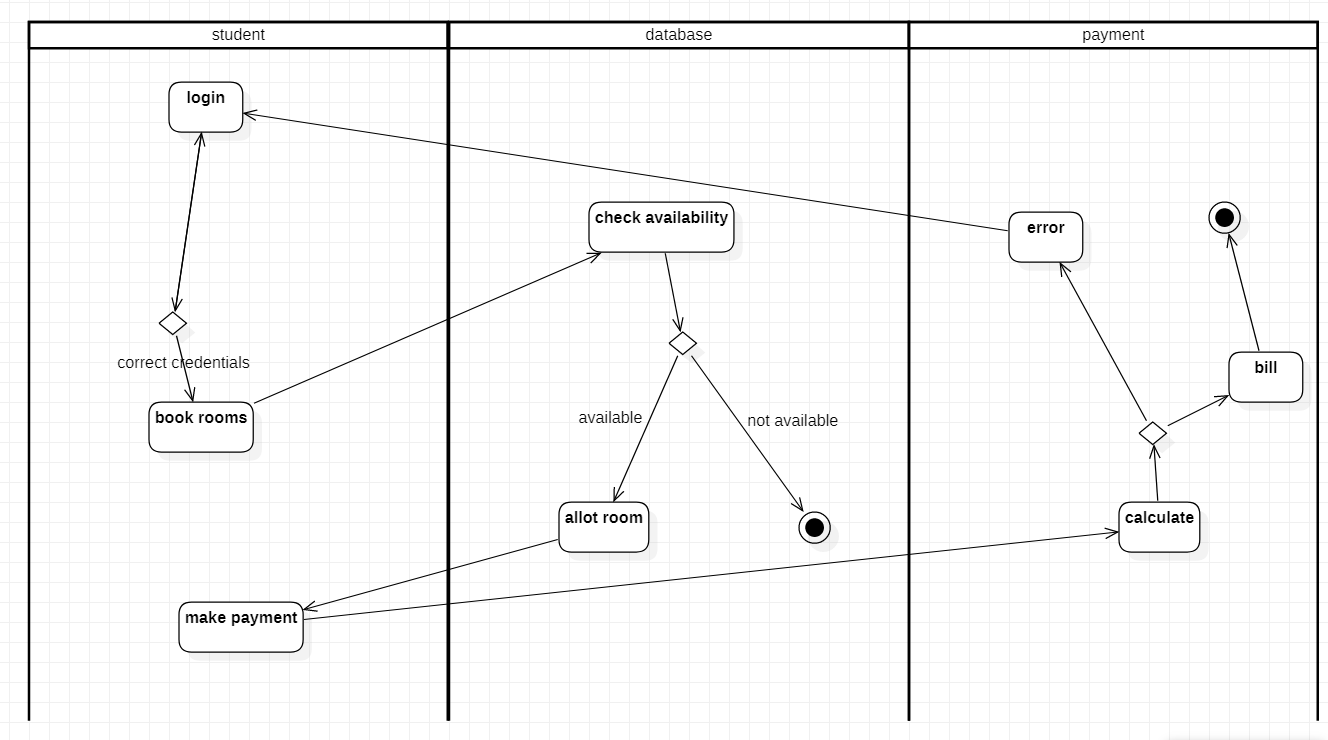 student
database
payment
login
check availability
error
correct credentials
book rooms
available
not available
bill
allot room
calculate
make payment